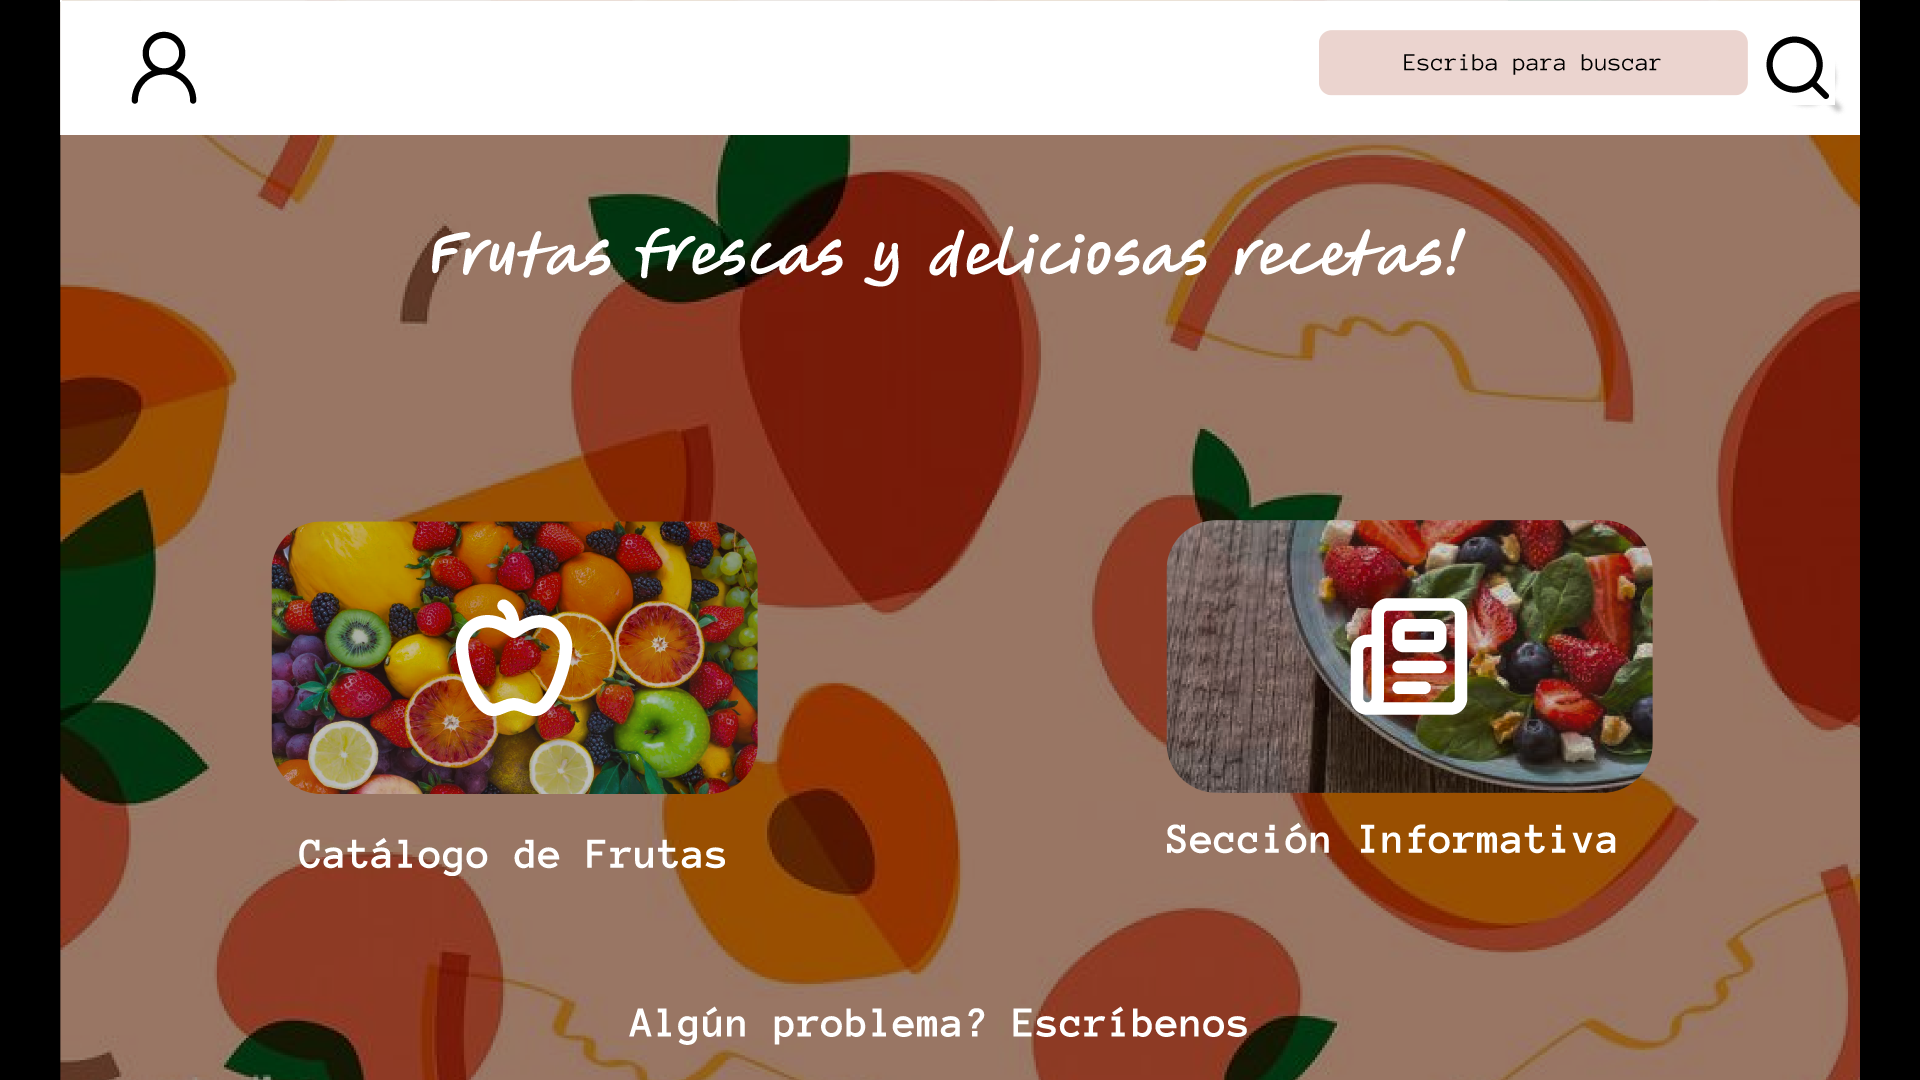 Escriba para buscar
Frutas frescas y deliciosas recetas!
Catálogo de Frutas
Sección Informativa
Algún problema? Escríbenos